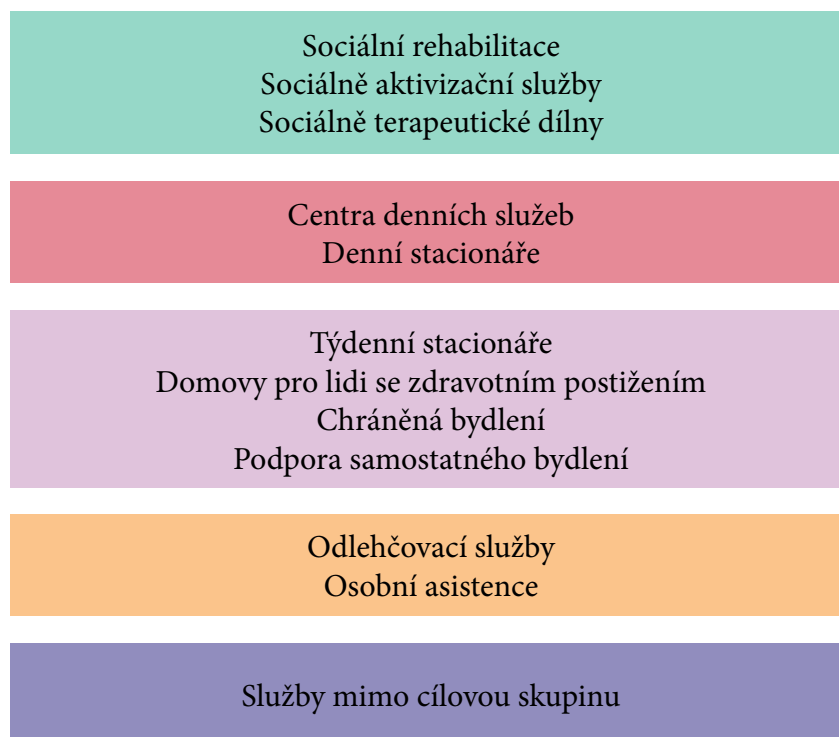 Sociální rehabilitace
Sociálně aktivizační služby
Sociálně terapeutické dílny
Centra denních služeb
Denní stacionáře
Týdenní stacionáře
Domovy pro lidi se zdravotním postižením
Chráněná bydlení
Podpora samostatného bydlení
Odlehčovací služby
Osobní asistence
Služby mimo cílovou skupinu